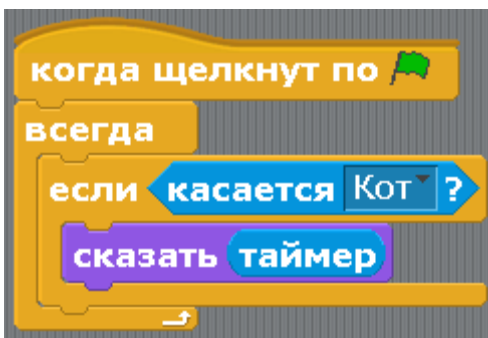 когда щелкнут по
всегда
если касается Кот ?
сказать таймер